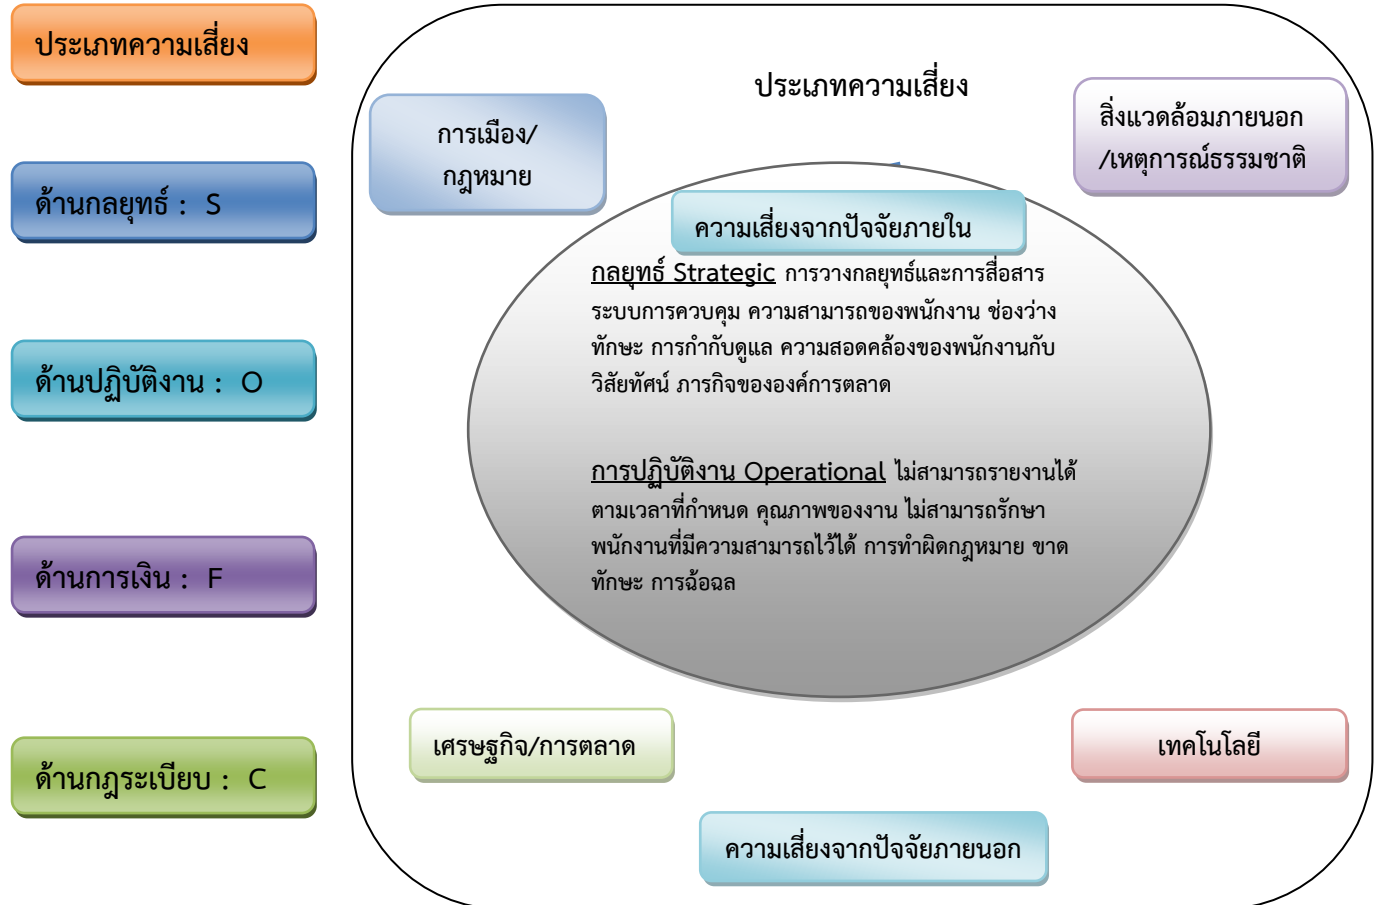 ประเภทความเสี่ยง
ด้านกลยุทธ์ : S
ด้านปฏิบัติงาน : O
ด้านการเงิน : F
ด้านกฎระเบียบ : C
ประเภทความเสี่ยง
การเมือง/
กฎหมาย
สิ่งแวดล้อมภายนอก
/เหตุการณ์ธรรมชาติ
ความเสี่ยงจากปัจจัยภายใน
กลยุทธ์ Strategic การวางกลยุทธ์และการสื่อสาร
ระบบการควบคุม ความสามารถของพนักงาน ช่องว่าง
ทักษะ การกำกับดูแล ความสอดคล้องของพนักงานกับ
วิสัยทัศน์ ภารกิจขององค์การตลาด
การปฏิบัติงาน Operational ไม่สามารถรายงานได้
ตามเวลาที่กำหนด คุณภาพของงาน ไม่สามารถรักษา
พนักงานที่มีความสามารถไว้ได้ การทำผิดกฎหมาย ขาด
ทักษะ การฉ้อฉล
เศรษฐกิจ/การตลาด
เทคโนโลยี
ความเสี่ยงจากปัจจัยภายนอก